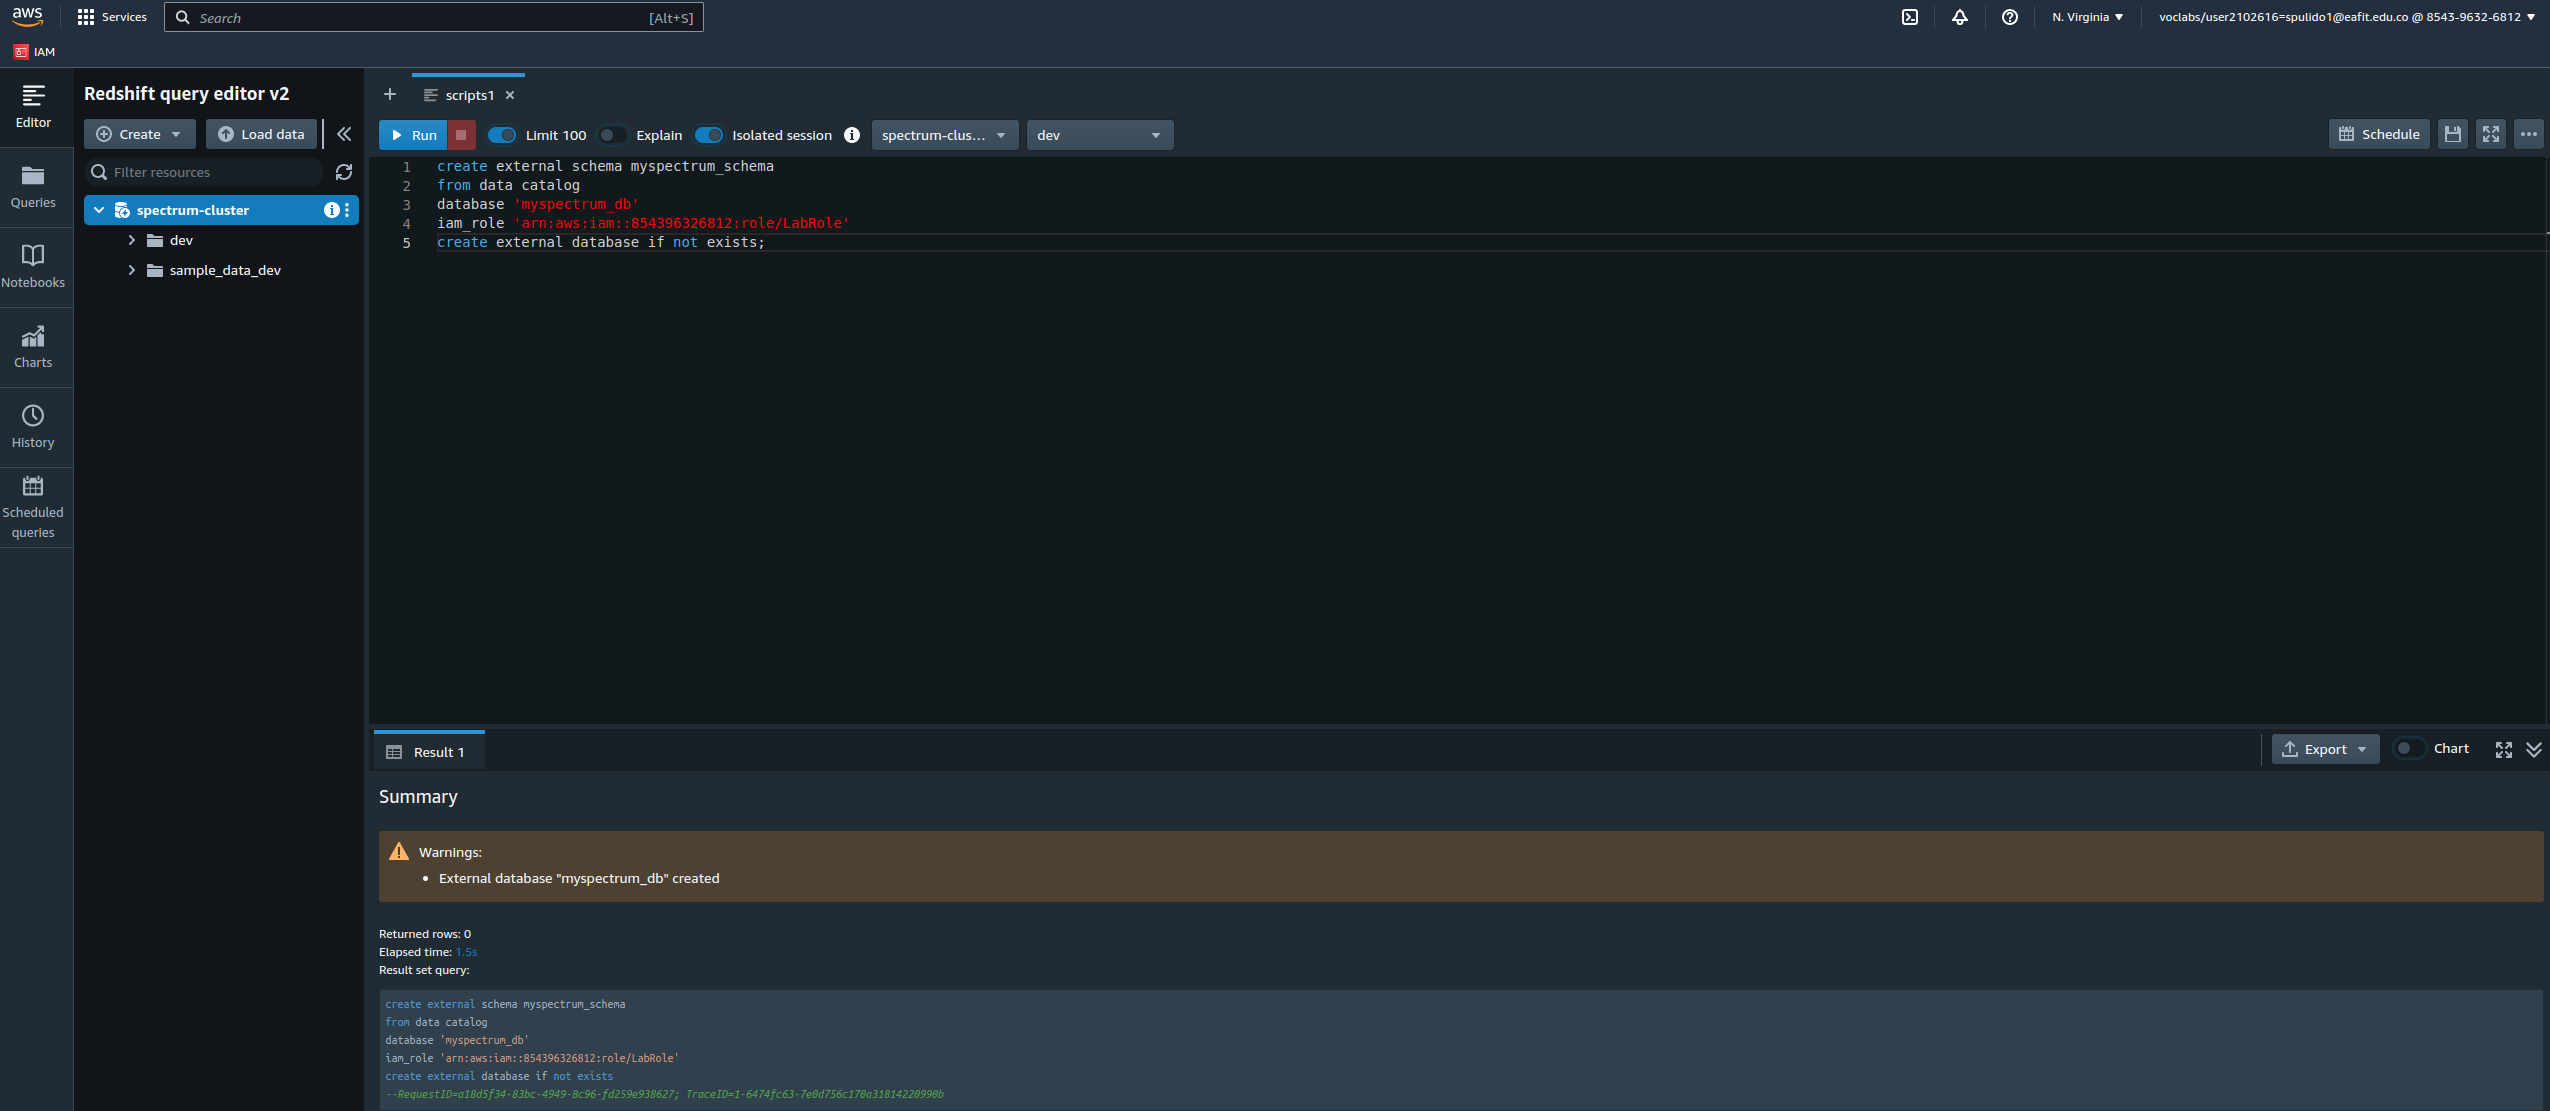 aws
Services
Search
[Alt+S]
N. Virginia
voclabs/user2102616=spulido1@eafit.edu.co @ 8543-9632-6812
IAM
Editor
Queries
Notebooks
Charts
History
Scheduled
queries
Redshift query editor v2
Create
Load data
Filter resources
spectrum-cluster
dev
sample_data_dev
scripts1
Run
Limit 100
Explain
Isolated session
spectrum-clus...
dev
Schedule
1 create external schema myspectrum_schema
2 from data catalog
3 database 'myspectrum_db'
4 iam_role 'arn:aws:iam::854396326812:role/LabRole'
5 create external database if not exists;
Result 1
Export
Chart
Summary
Warnings:
• External database "myspectrum_db" created
Returned rows: 0
Elapsed time: 1.5s
Result set query:
create external schema myspectrum_schema
from data catalog
database 'myspectrum_db'
iam_role 'arn:aws:iam::854396326812:role/LabRole'
create external database if not exists
--RequestID=a18d5f34-83bc-4949-8c96-fd259e938627; TraceID=1-6474fc63-7e0d756c170a31814220990b